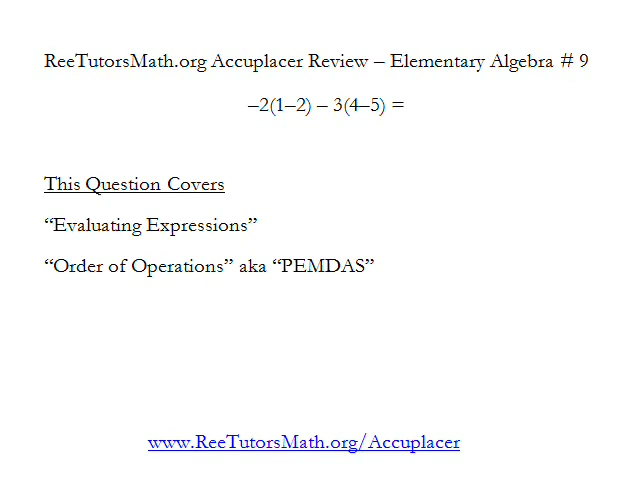 ReeTutorsMath.org Accuplacer Review – Elementary Algebra # 9
–2(1–2) – 3(4–5) =
This Question Covers
“Evaluating Expressions”
“Order of Operations” aka “PEMDAS”
www.ReeTutorsMath.org/Accuplacer